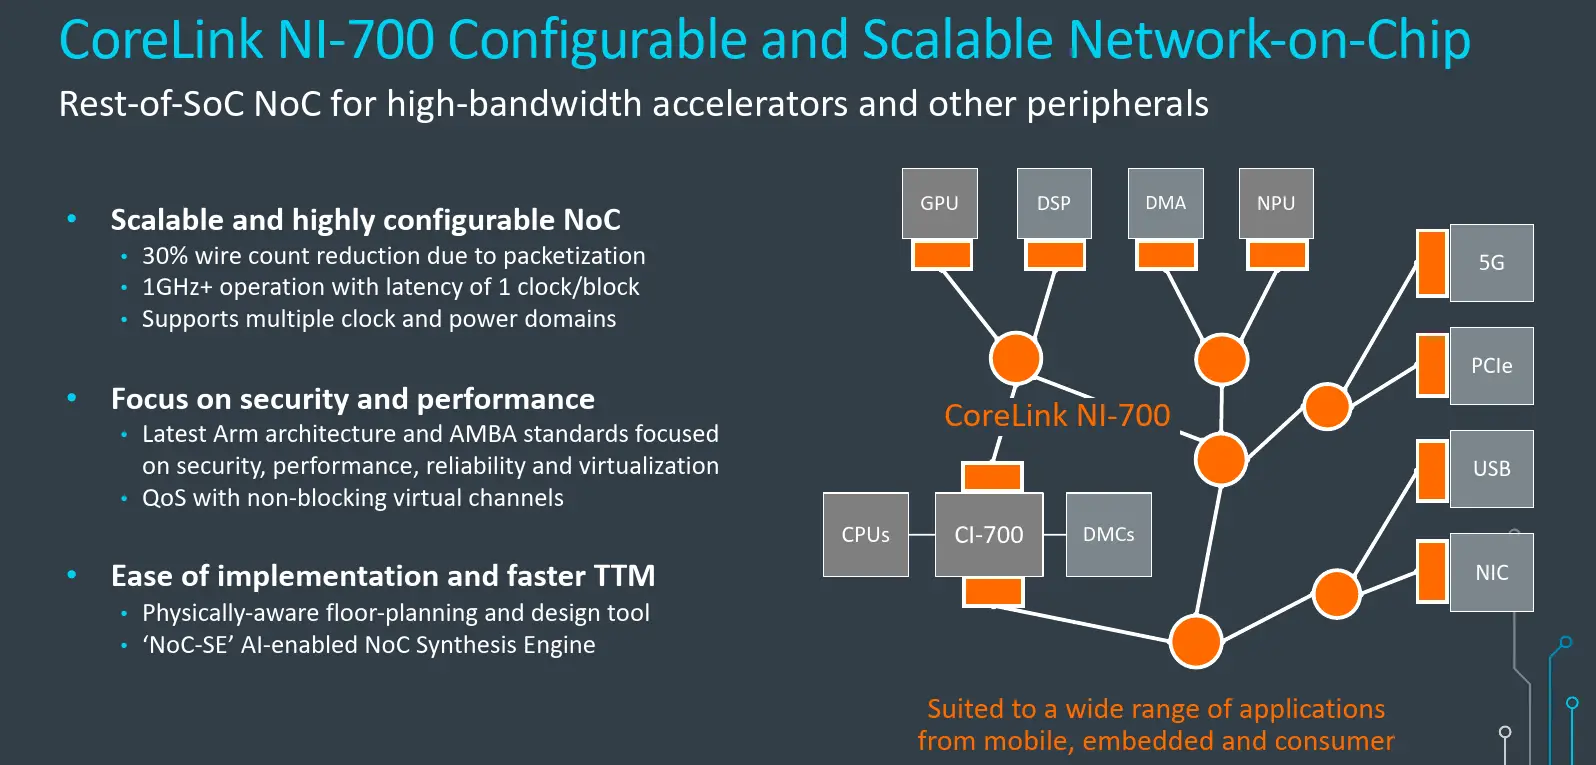 CoreLink NI-700 Configurable and Scalable Network-on-Chip
Rest-of-SoC NoC for high-bandwidth accelerators and other peripherals
• Scalable and highly configurable NoC
• 30% wire count reduction due to packetization
• 1GHz+ operation with latency of 1 clock/block
• Supports multiple clock and power domains
• Focus on security and performance
• Latest Arm architecture and AMBA standards focused
on security, performance, reliability and virtualization
• QoS with non-blocking virtual channels
• Ease of implementation and faster TTM
• Physically-aware floor-planning and design tool
• ‘NoC-SE’ AI-enabled NoC Synthesis Engine
GPU
DSP
DMA
NPU
5G
PCIe
CoreLink NI-700
USB
CPUs
CI-700
DMCs
NIC
Suited to a wide range of applications
from mobile, embedded and consumer